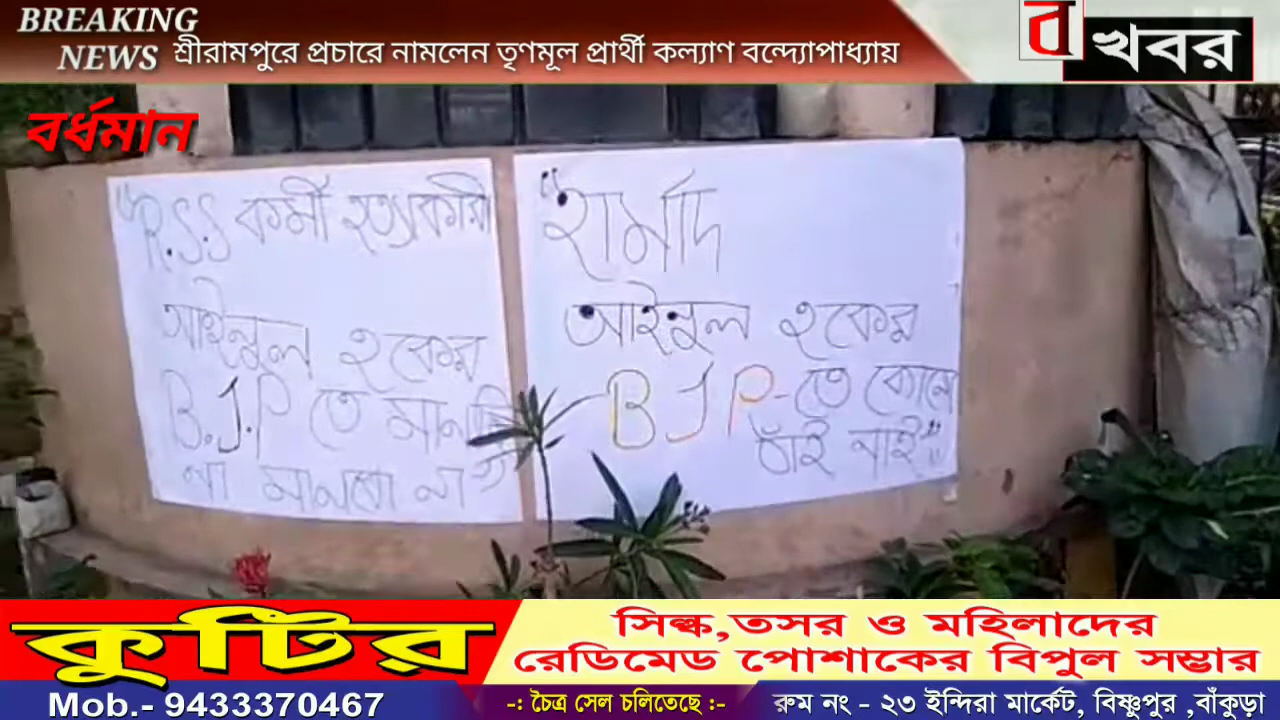 BREAKING
NEWS শ্রীরামপুরে প্রচারে নামলেন তৃণমূল প্রার্থী কল্যাণ বন্দ্যোপাধ্যায়
ব খবর
বর্ধমান
"R.S.S কর্মী হত্যাকারী
আইনুল হকের
B.J.P তে মানছি
না মানবো না"
"হার্মাদ
আইনুল হকের
BJP-তে কোনো
ঠাঁই নাই"
কুটির
সিল্ক,তসর ও মহিলাদের
রেডিমেড পোশাকের বিপুল সম্ভার
Mob.- 9433370467
-: চৈত্র সেল চলিতেছে :-
রুম নং - ২৩ ইন্দিরা মার্কেট, বিষ্ণুপুর ,বাঁকুড়া